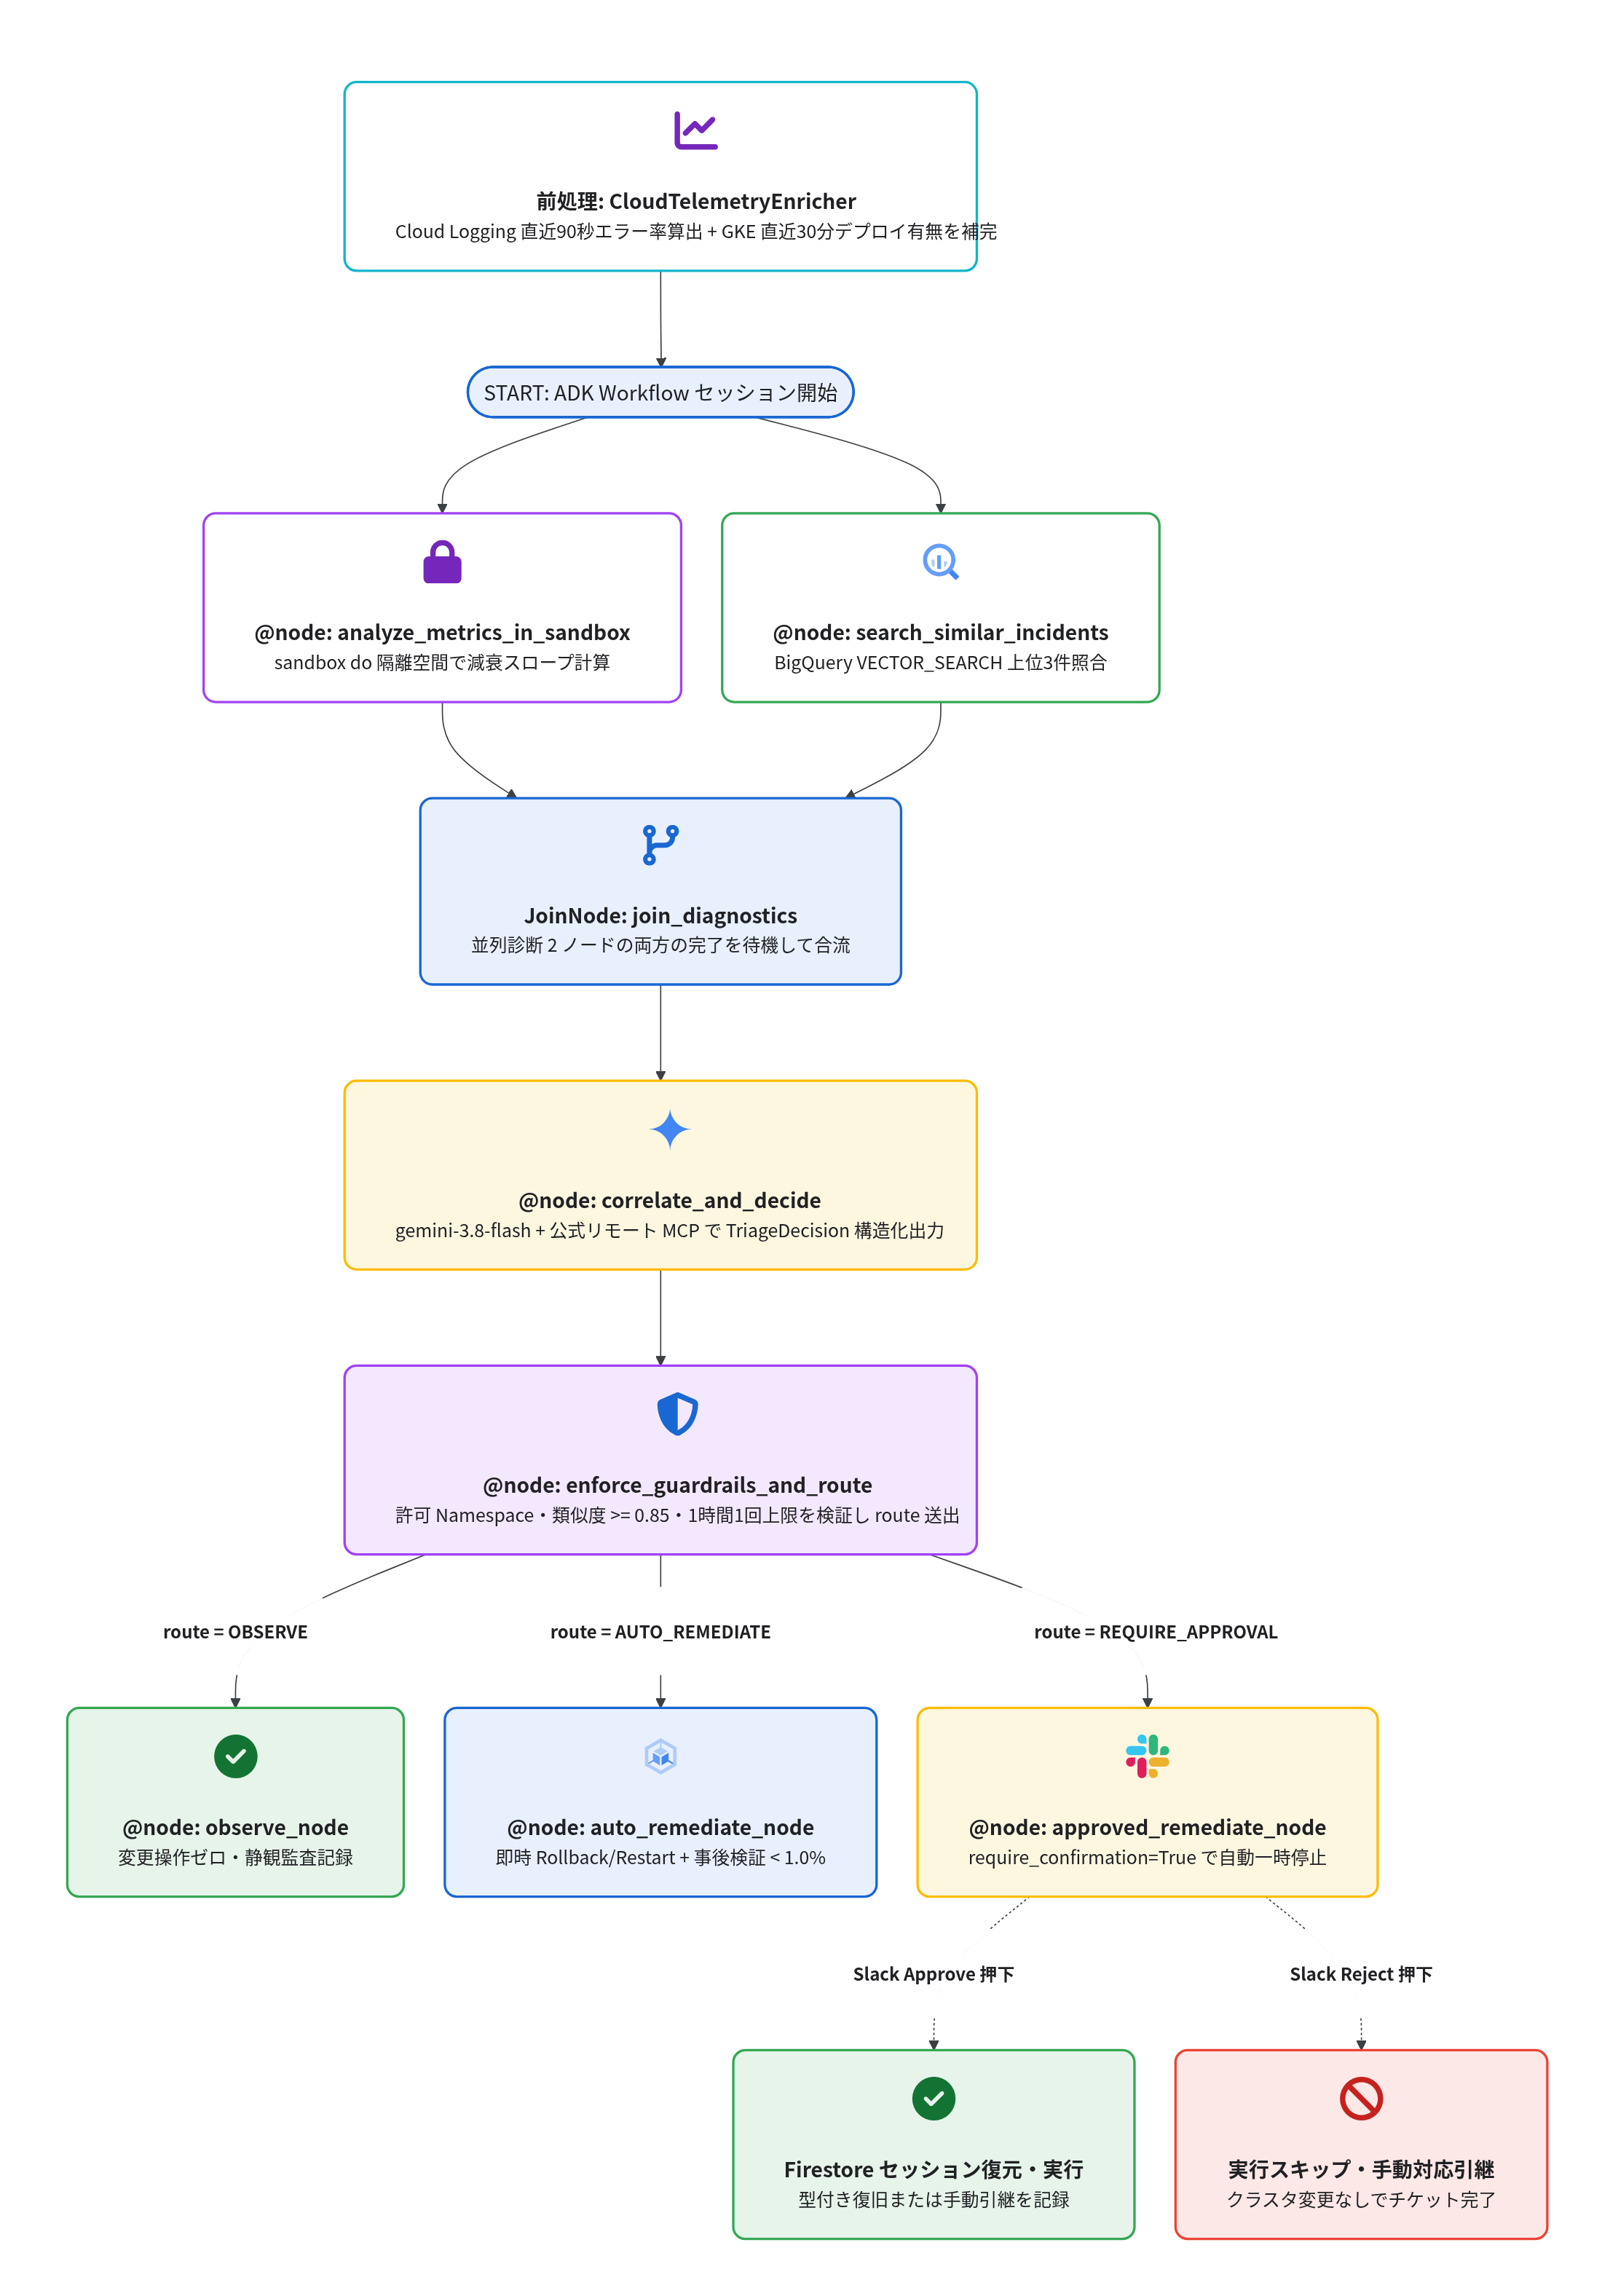 前処理: CloudTelemetryEnricher
Cloud Logging 直近90秒エラー率算出 + GKE 直近30分デプロイ有無を補完
START: ADK Workflow セッション開始
@node: analyze_metrics_in_sandbox
sandbox do 隔離空間で減衰スロープ計算
@node: search_similar_incidents
BigQuery VECTOR_SEARCH 上位3件照合
JoinNode: join_diagnostics
並列診断 2 ノードの両方の完了を待機して合流
@node: correlate_and_decide
gemini-3.8-flash + 公式リモート MCP で TriageDecision 構造化出力
@node: enforce_guardrails_and_route
許可 Namespace・類似度 >= 0.85・1時間1回上限を検証し route 送出
route = OBSERVE
route = AUTO_REMEDIATE
route = REQUIRE_APPROVAL
@node: observe_node
変更操作ゼロ・静観監査記録
@node: auto_remediate_node
即時 Rollback/Restart + 事後検証 < 1.0%
@node: approved_remediate_node
require_confirmation=True で自動一時停止
Slack Approve 押下
Slack Reject 押下
Firestore セッション復元・実行
型付き復旧または手動引継を記録
実行スキップ・手動対応引継
クラスタ変更なしでチケット完了